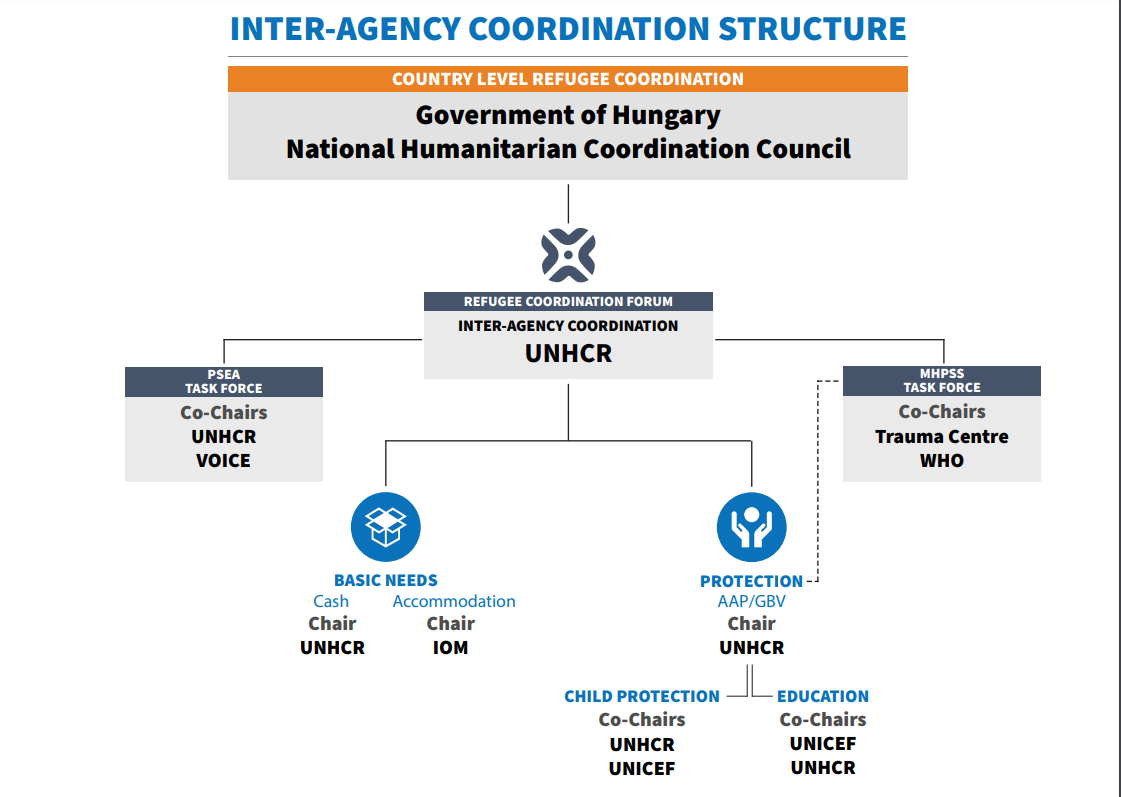 INTER-AGENCY COORDINATION STRUCTURE
COUNTRY LEVEL REFUGEE COORDINATION
Government of Hungary
National Humanitarian Coordination Council
REFUGEE COORDINATION FORUM
INTER-AGENCY COORDINATION
UNHCR
PSEA
TASK FORCE
Co-Chairs
UNHCR
VOICE
MHPSS
TASK FORCE
Co-Chairs
Trauma Centre
WHO
BASIC NEEDS
Cash
Chair
UNHCR
Accommodation
Chair
IOM
PROTECTION
AAP/GBV
Chair
UNHCR
CHILD PROTECTION
Co-Chairs
UNHCR
UNICEF
EDUCATION
Co-Chairs
UNICEF
UNHCR